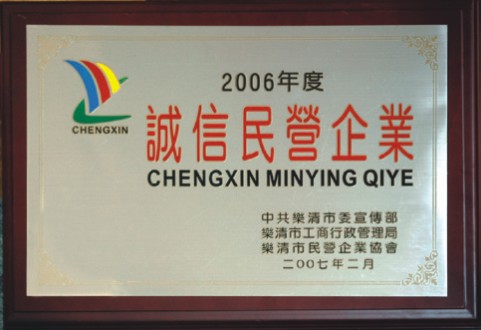 CHENGXIN
2006年度
誠信民營企業
CHENGXIN MINYING QIYE
中共樂清市委宣傳部
樂清市工商行政管理局
樂清市民營企業協會
二〇〇七年二月